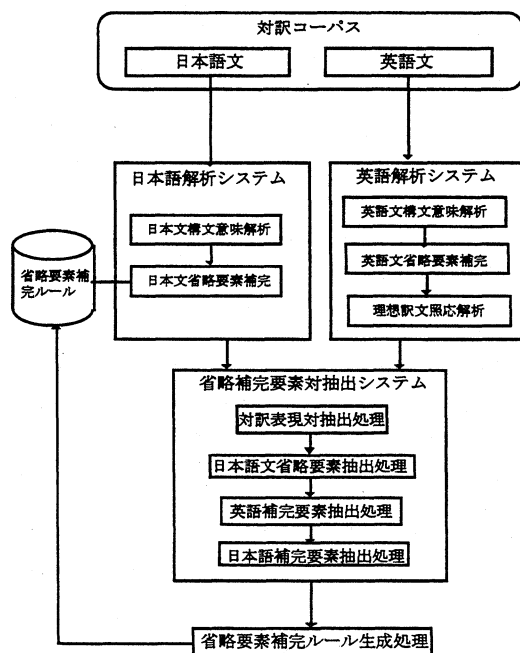 対訳コーパス
日本語文
英語文
日本語解析システム
日本文構文意味解析
日本文省略要素補完
英語解析システム
英語文構文意味解析
英語文省略要素補完
理想訳文照応解析
省略要素補
完ルール
省略補完要素対抽出システム
対訳表現対抽出処理
日本語文省略要素抽出処理
英語補完要素抽出処理
日本語補完要素抽出処理
省略要素補完ルール生成処理